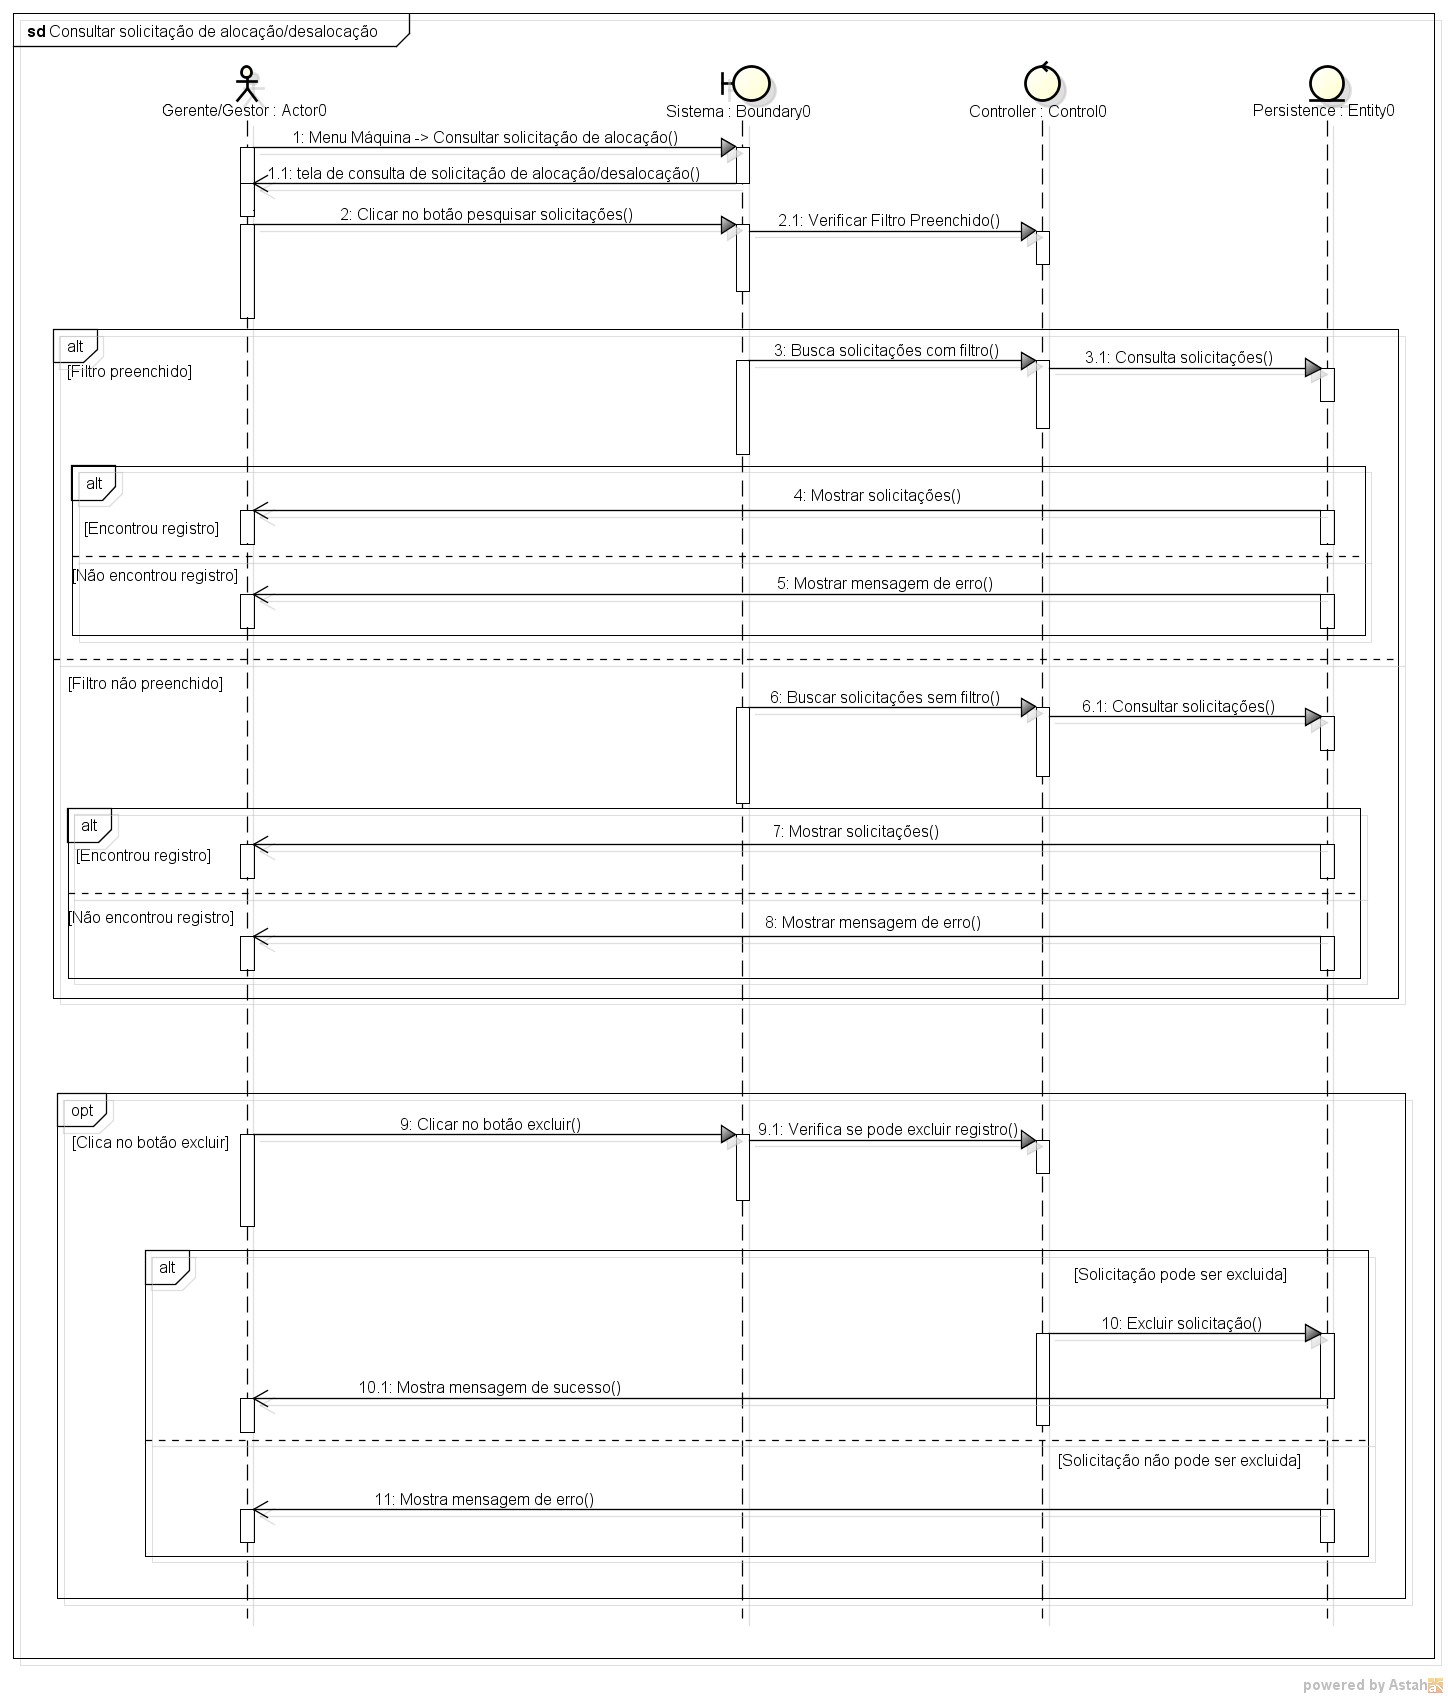 sd Consultar solicitação de alocação/desalocação
Gerente/Gestor : Actor0
Sistema : Boundary0
Controller : Control0
Persistence : Entity0
1: Menu Máquina -> Consultar solicitação de alocação()
1.1: tela de consulta de solicitação de alocação/desalocação()
2: Clicar no botão pesquisar solicitações()
2.1: Verificar Filtro Preenchido()
alt
[Filtro preenchido]
3: Busca solicitações com filtro()
3.1: Consulta solicitações()
alt
4: Mostrar solicitações()
[Encontrou registro]
[Não encontrou registro]
5: Mostrar mensagem de erro()
[Filtro não preenchido]
6: Buscar solicitações sem filtro()
6.1: Consultar solicitações()
alt
7: Mostrar solicitações()
[Encontrou registro]
[Não encontrou registro]
8: Mostrar mensagem de erro()
opt
[Clica no botão excluir]
9: Clicar no botão excluir()
9.1: Verifica se pode excluir registro()
alt
[Solicitação pode ser excluida]
10: Excluir solicitação()
10.1: Mostra mensagem de sucesso()
[Solicitação não pode ser excluida]
11: Mostra mensagem de erro()
powered by Astah